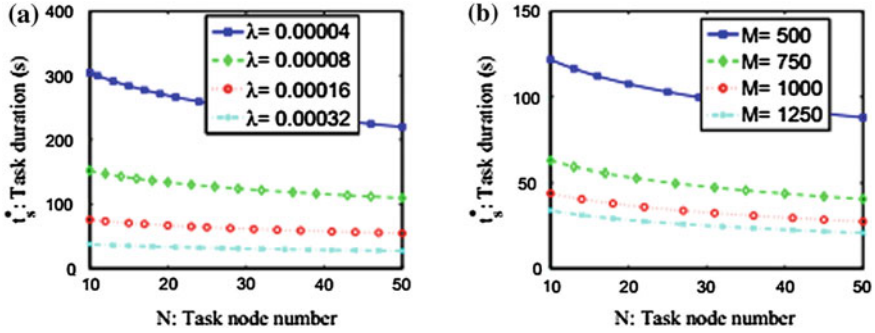 (a)
400
300
200
100
0
t*s: Task duration (s)
λ= 0.00004
λ= 0.00008
λ= 0.00016
λ= 0.00032
10 20 30 40 50
N: Task node number
(b)
150
100
50
0
t*s: Task duration (s)
M= 500
M= 750
M= 1000
M= 1250
10 20 30 40 50
N: Task node number